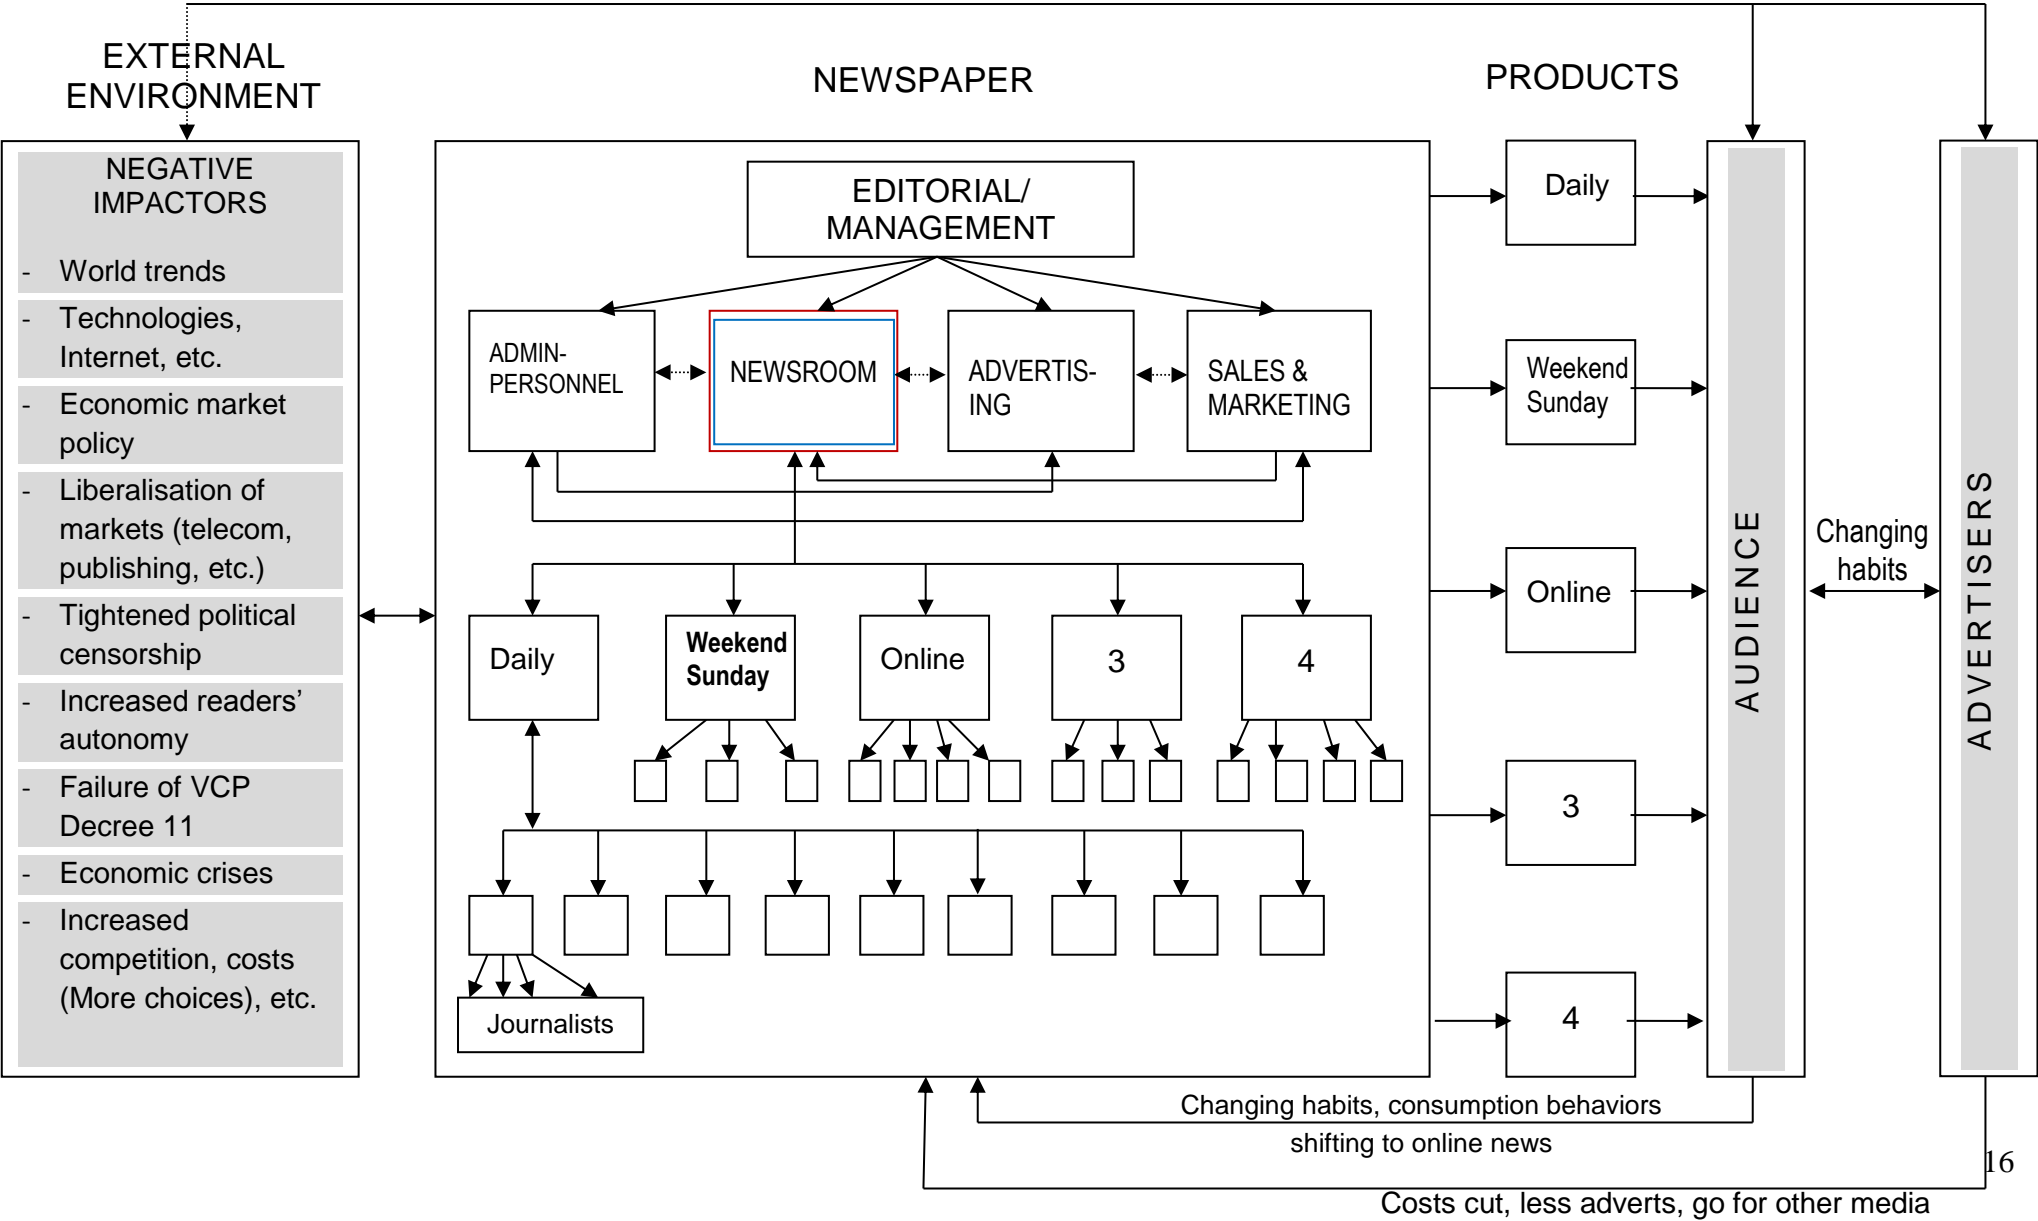 EXTERNAL
ENVIRONMENT
NEWSPAPER
PRODUCTS
NEGATIVE
IMPACTORS
- World trends
- Technologies,
Internet, etc.
- Economic market
policy
- Liberalisation of
markets (telecom,
publishing, etc.)
- Tightened political
censorship
- Increased readers’
autonomy
- Failure of VCP
Decree 11
- Economic crises
- Increased
competition, costs
(More choices), etc.
EDITORIAL/
MANAGEMENT
ADMIN-
PERSONNEL
NEWSROOM
ADVERTIS-
ING
SALES &
MARKETING
Daily
Weekend
Sunday
Online
3
4
Journalists
Daily
Weekend
Sunday
Online
3
4
AUDIENCE
Changing
habits
ADVERTISERS
Changing habits, consumption behaviors
shifting to online news
16
Costs cut, less adverts, go for other media